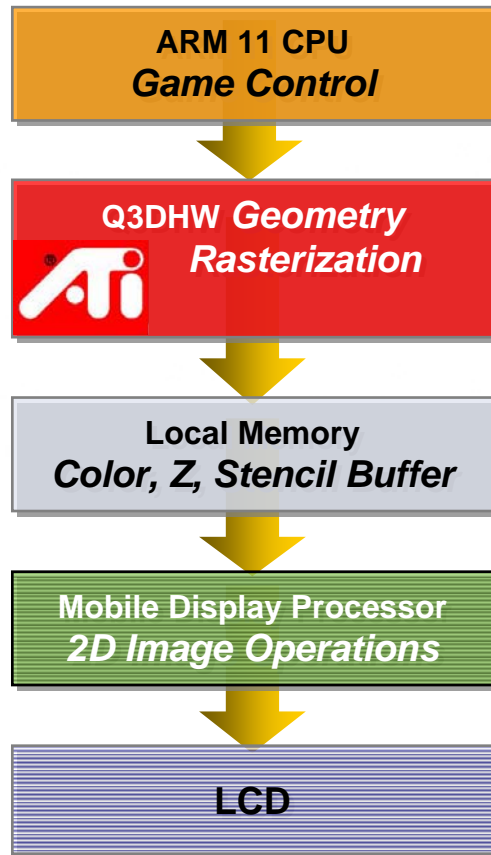 ARM 11 CPU
Game Control
Q3DHW Geometry
Rasterization
® ATi
Local Memory
Color, Z, Stencil Buffer
Mobile Display Processor
2D Image Operations
LCD